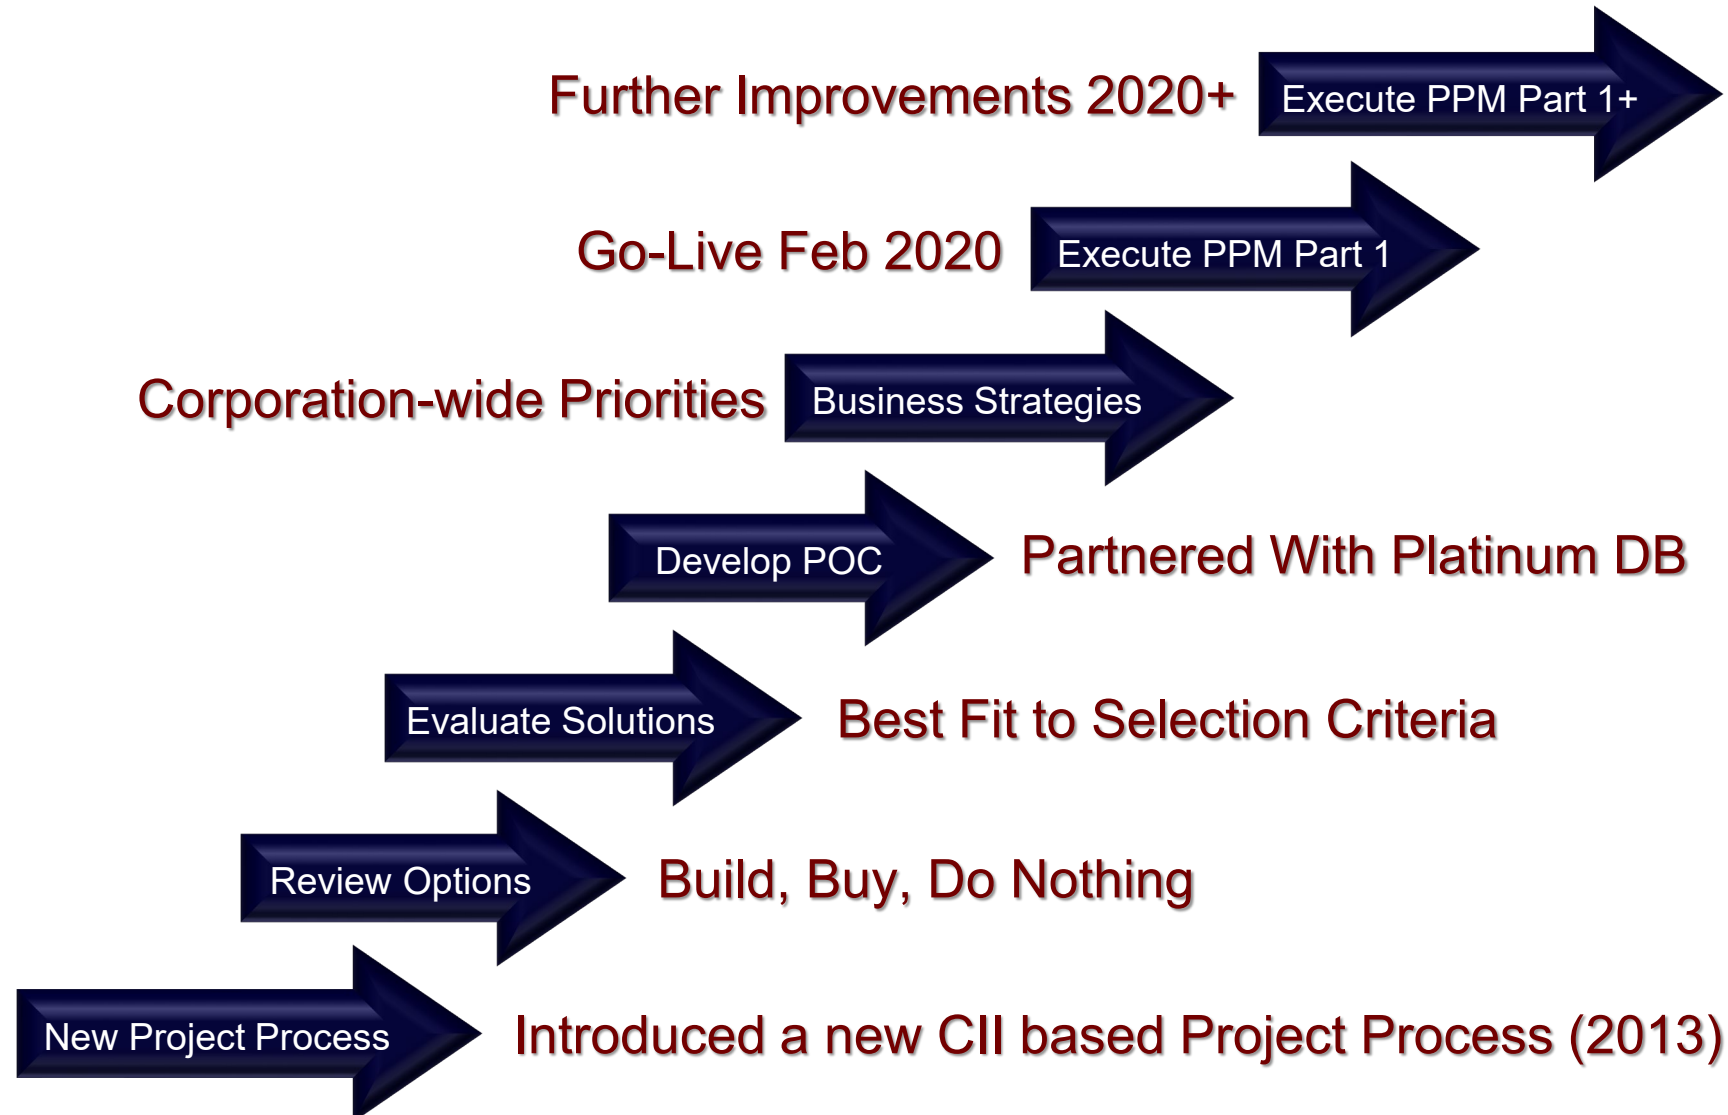 Further Improvements 2020+ Execute PPM Part 1+
Go-Live Feb 2020 Execute PPM Part 1
Corporation-wide Priorities Business Strategies
Develop POC Partnered With Platinum DB
Evaluate Solutions Best Fit to Selection Criteria
Review Options Build, Buy, Do Nothing
New Project Process Introduced a new CII based Project Process (2013)